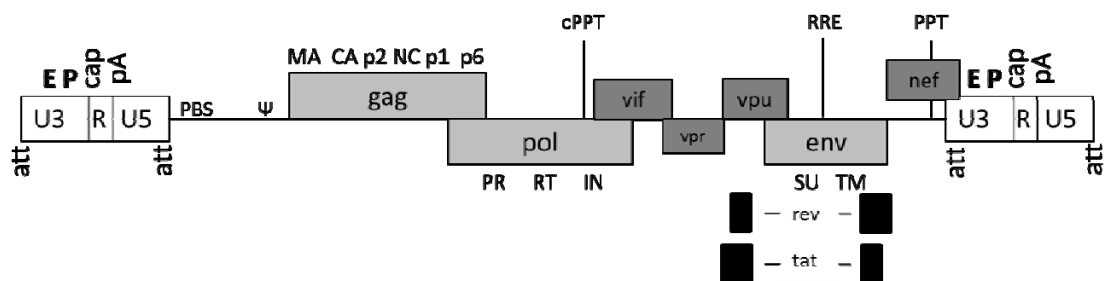 cPPT RRE PPT
MA CA p2 NC p1 p6
E P cap pA E P cap pA
gag vif vpu nef
U3 R U5 PBS Ψ U3 R U5
pol vpr env
att att att att
PR RT IN SU TM
– rev –
– tat –